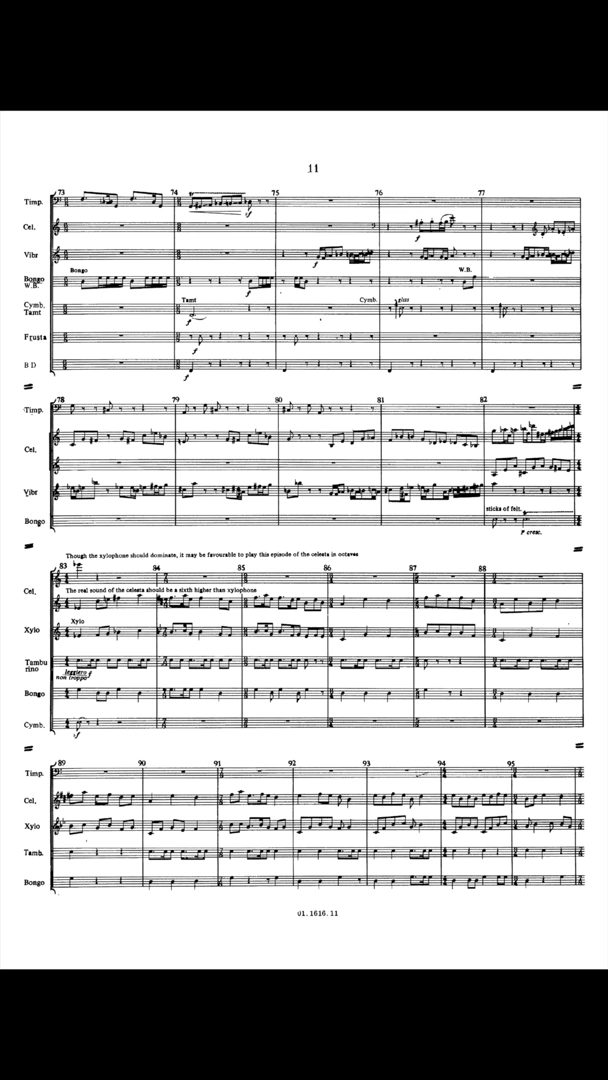 11
73 74 75 76 77
Timp.
Cel.
Vibr
Bongo
Bongo
W.B.
W.B.
Tamt
Cymb.
gliss
Cymb.
Tamt
Frusta
B D
78 79 80 81 82
Timp.
Cel.
Vibr
sticks of felt.
Bongo
p cresc.
Though the xylophone should dominate, it may be favourable to play this episode of the celesta in octaves
83 84 85 86 87 88
Cel.
The real sound of the celesta should be a sixth higher than xylophone
Xylo
Xylo
Tambu
rino
leggiero f
non troppo
Bongo
Cymb.
sf
89 90 91 92 93 94 95
Timp.
Cel.
Xylo
Tamb.
Bongo
01.1616.11